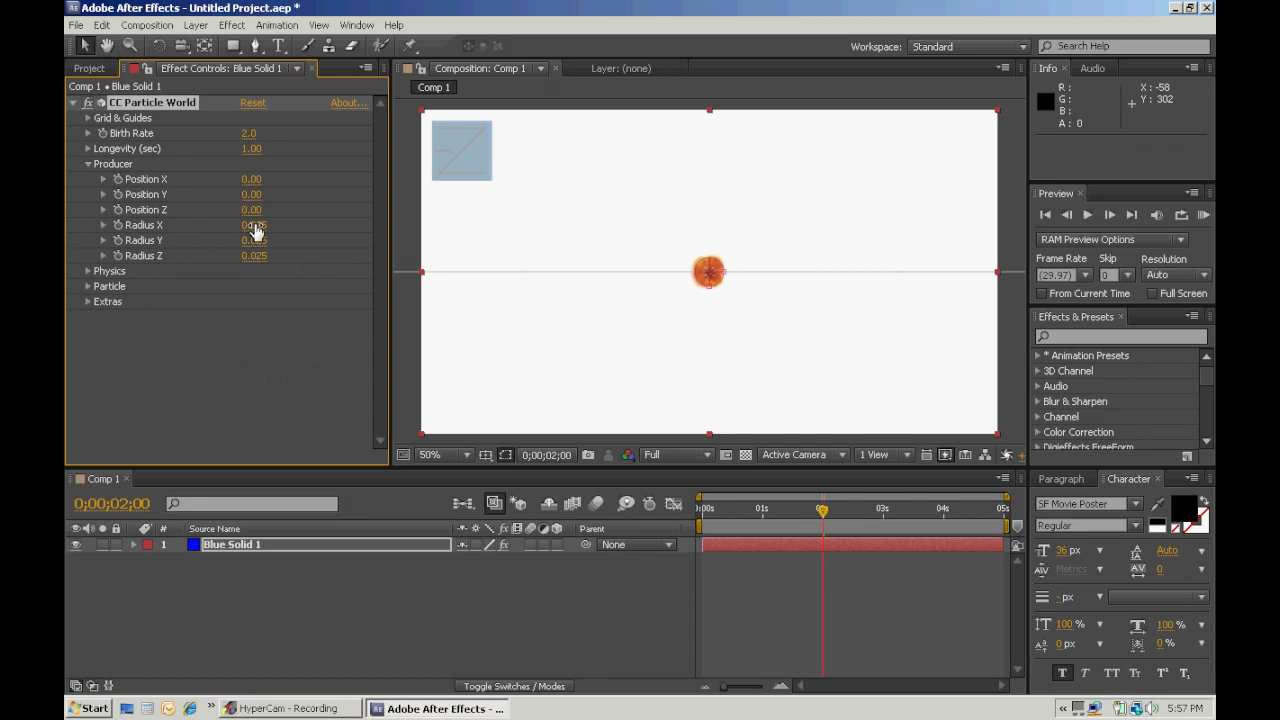 Adobe After Effects - Untitled Project.aep *
File Edit Composition Layer Effect Animation View Window Help
Workspace: Standard Search Help
Project Effect Controls: Blue Solid 1 Composition: Comp 1 Layer: (none) Info Audio
Comp 1 • Blue Solid 1 Comp 1
CC Particle World Reset About...
Grid & Guides
Birth Rate 2.0
Longevity (sec) 1.00
Producer
Position X 0.00
Position Y 0.00
Position Z 0.00
Radius X
Radius Y
Radius Z 0.025
Physics
Particle
Extras
R : X : -58
G : Y : 302
B :
A : 0
Preview
RAM Preview Options
Frame Rate Skip Resolution
(29.97) 0 Auto
From Current Time Full Screen
Effects & Presets
* Animation Presets
3D Channel
Audio
Blur & Sharpen
Channel
Color Correction
Digieffects FreeForm
50% 0;00;02;00 Full Active Camera 1 View
Comp 1
0;00;02;00
:00s 01s 03s 04s 05s
# Source Name Parent
1 Blue Solid 1 None
Toggle Switches / Modes
Paragraph Character
SF Movie Poster
Regular
36 px Auto
Metrics 0
- px
100 % 100 %
0 px 0 %
T T TT Tt T¹ T,
Start HyperCam - Recording Adobe After Effects - ... 5:57 PM